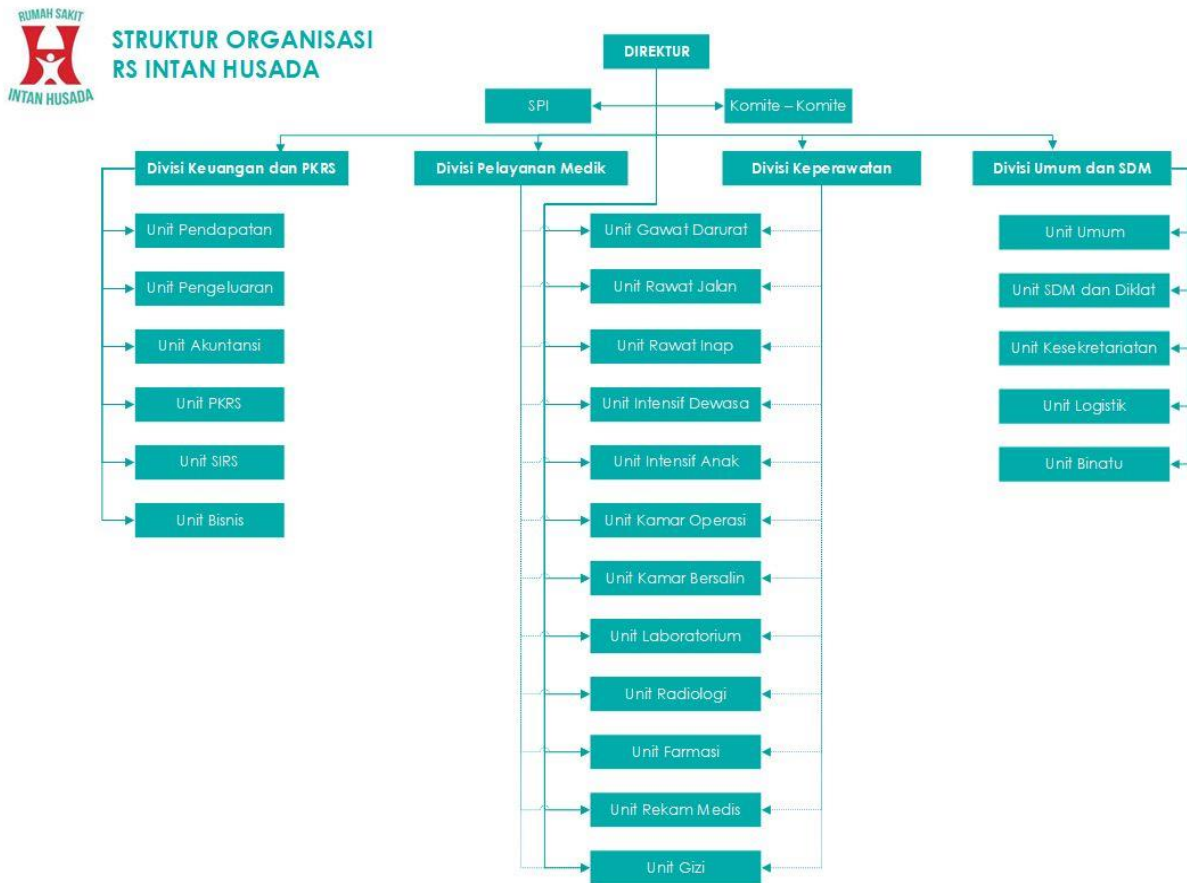 RUMAH SAKIT
INTAN HUSADA
STRUKTUR ORGANISASI
RS INTAN HUSADA
DIREKTUR
SPI
Komite – Komite
Divisi Keuangan dan PKRS
Divisi Pelayanan Medik
Divisi Keperawatan
Divisi Umum dan SDM
Unit Pendapatan
Unit Pengeluaran
Unit Akuntansi
Unit PKRS
Unit SIRS
Unit Bisnis
Unit Gawat Darurat
Unit Rawat Jalan
Unit Rawat Inap
Unit Intensif Dewasa
Unit Intensif Anak
Unit Kamar Operasi
Unit Kamar Bersalin
Unit Laboratorium
Unit Radiologi
Unit Farmasi
Unit Rekam Medis
Unit Gizi
Unit Umum
Unit SDM dan Diklat
Unit Kesekretariatan
Unit Logistik
Unit Binatu